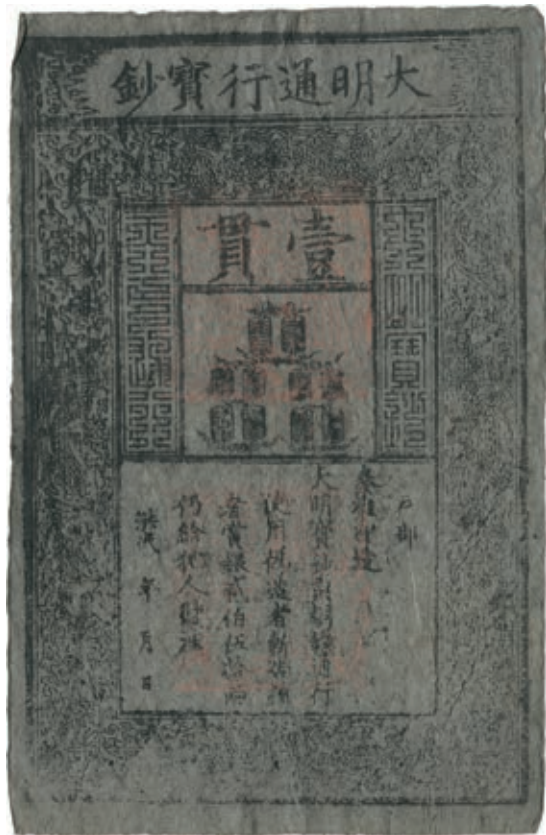 大明通行寶鈔
壹貫
戶部
奏准印造
大明寶鈔與銅錢通行
使用偽造者斬告捕
者賞銀貳伯伍拾兩
仍給犯人財產
洪武 年 月 日